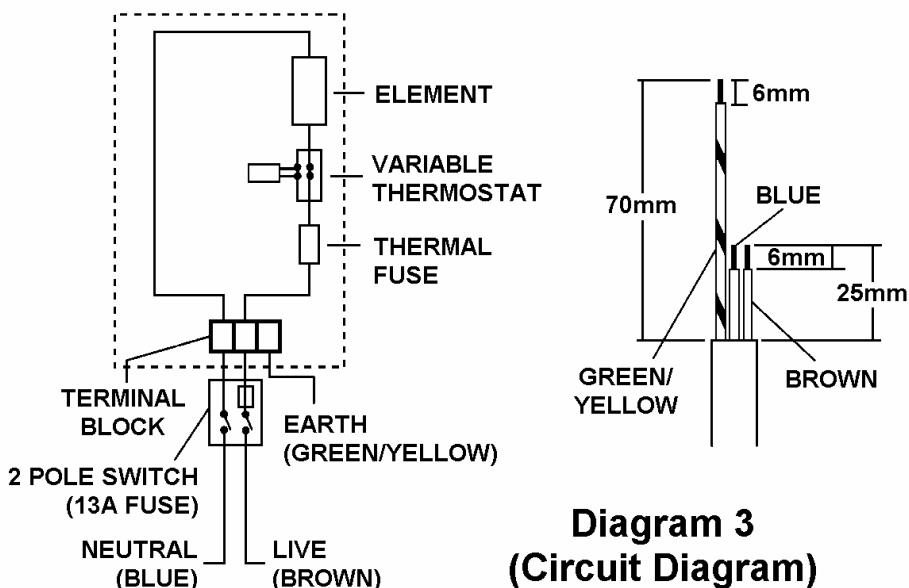 ELEMENT
VARIABLE
THERMOSTAT
THERMAL
FUSE
TERMINAL
BLOCK
EARTH
(GREEN/YELLOW)
2 POLE SWITCH
(13A FUSE)
NEUTRAL
(BLUE)
LIVE
(BROWN)
6mm
70mm
BLUE
6mm
25mm
GREEN/
YELLOW
BROWN
Diagram 3
(Circuit Diagram)